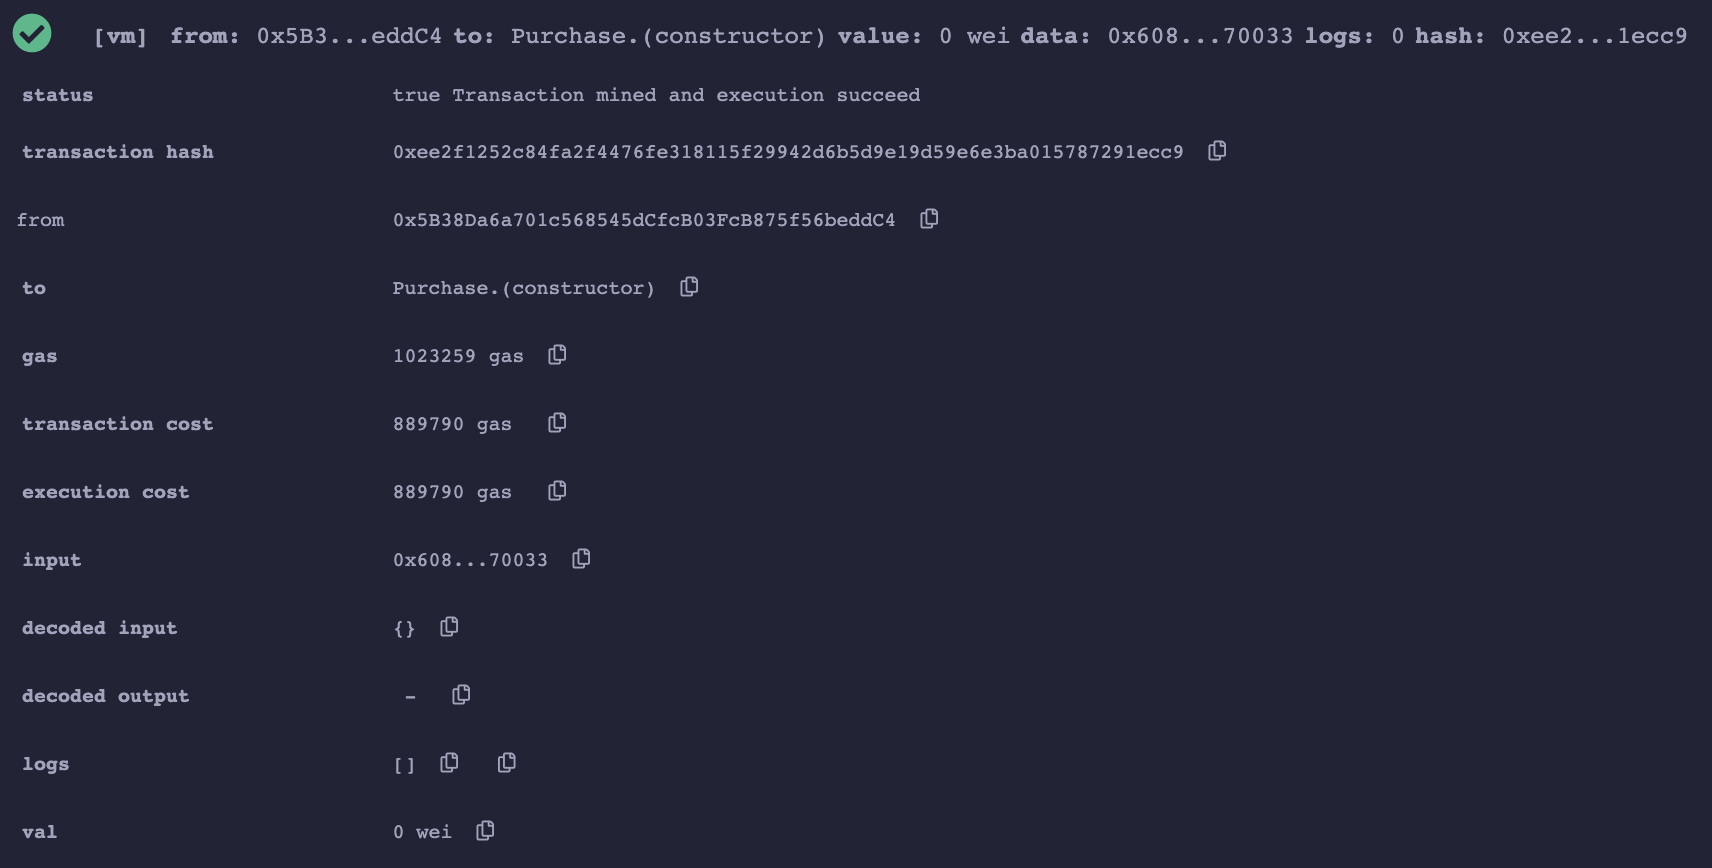 [vm] from: 0x5B3...eddC4 to: Purchase.(constructor) value: 0 wei data: 0x608...70033 logs: 0 hash: 0xee2...1ecc9
status true Transaction mined and execution succeed
transaction hash 0xee2f1252c84fa2f4476fe318115f29942d6b5d9e19d59e6e3ba015787291ecc9
from 0x5B38Da6a701c568545dCfcB03FcB875f56beddC4
to Purchase.(constructor)
gas 1023259 gas
transaction cost 889790 gas
execution cost 889790 gas
input 0x608...70033
decoded input {}
decoded output -
logs []
val 0 wei